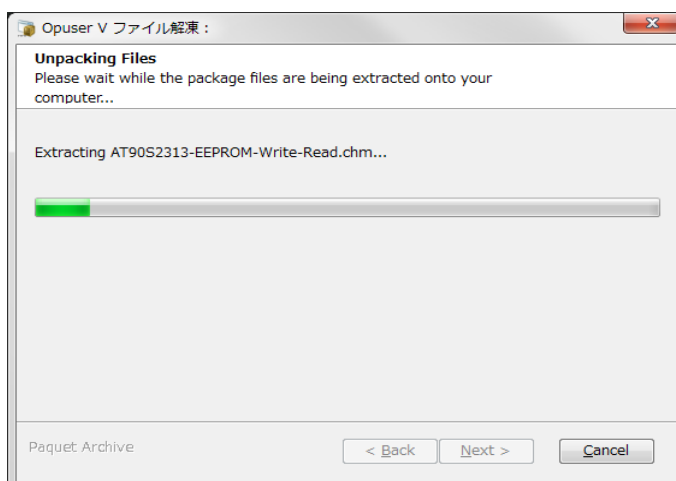 Opuser V ファイル解凍 :
Unpacking Files
Please wait while the package files are being extracted onto your
computer...
Extracting AT90S2313-EEPROM-Write-Read.chm...
Paquet Archive
< Back
Next >
Cancel